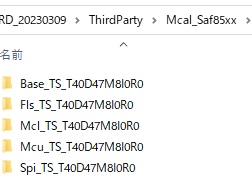 RD_20230309 > ThirdParty > Mcal_Saf85xx >
名前
Base_TS_T40D47M8I0R0
Fls_TS_T40D47M8I0R0
Mcl_TS_T40D47M8I0R0
Mcu_TS_T40D47M8I0R0
Spi_TS_T40D47M8I0R0